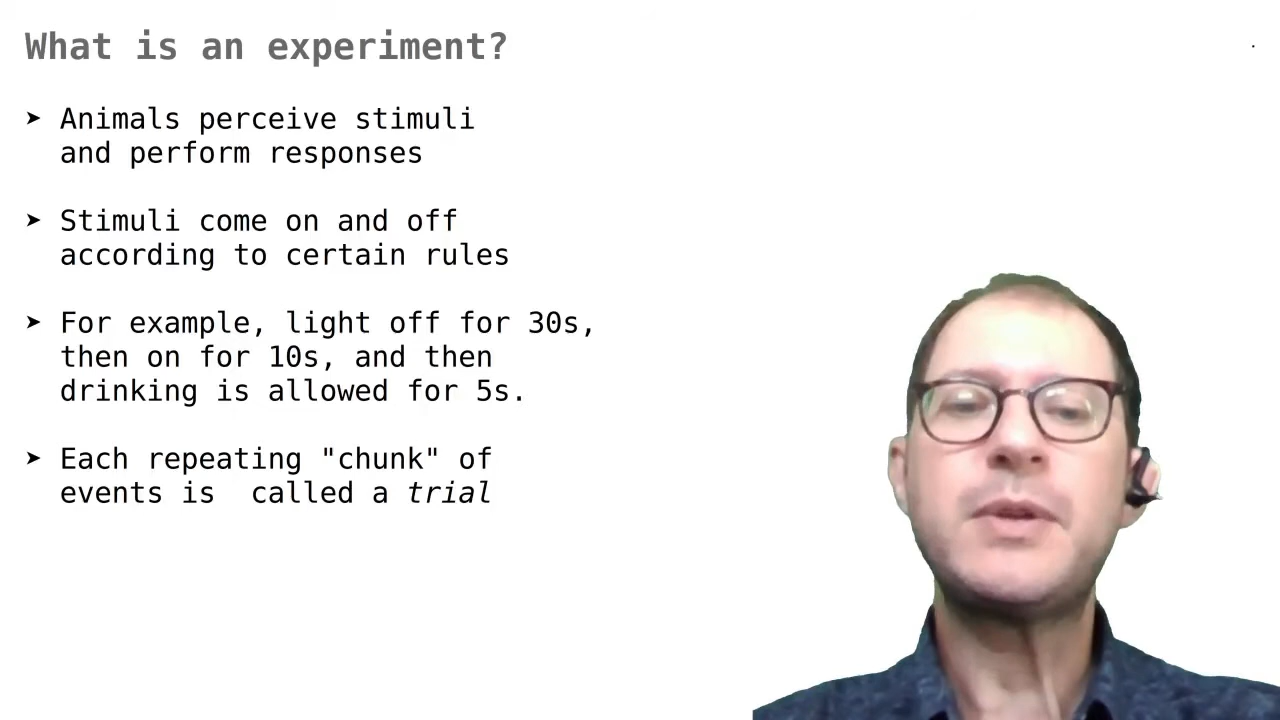 What is an experiment?
➤ Animals perceive stimuli
and perform responses
➤ Stimuli come on and off
according to certain rules
➤ For example, light off for 30s,
then on for 10s, and then
drinking is allowed for 5s.
➤ Each repeating "chunk" of
events is  called a trial